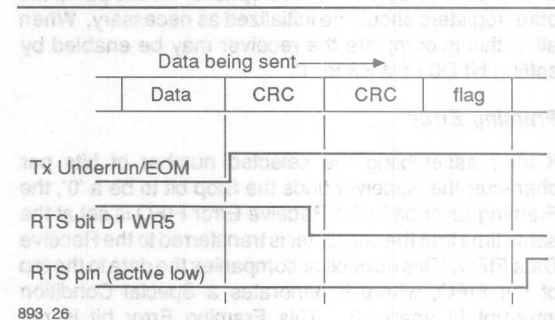 Data being sent
Data CRC CRC flag
Tx Underrun/EOM
RTS bit D1 WR5
RTS pin (active low)
893 26